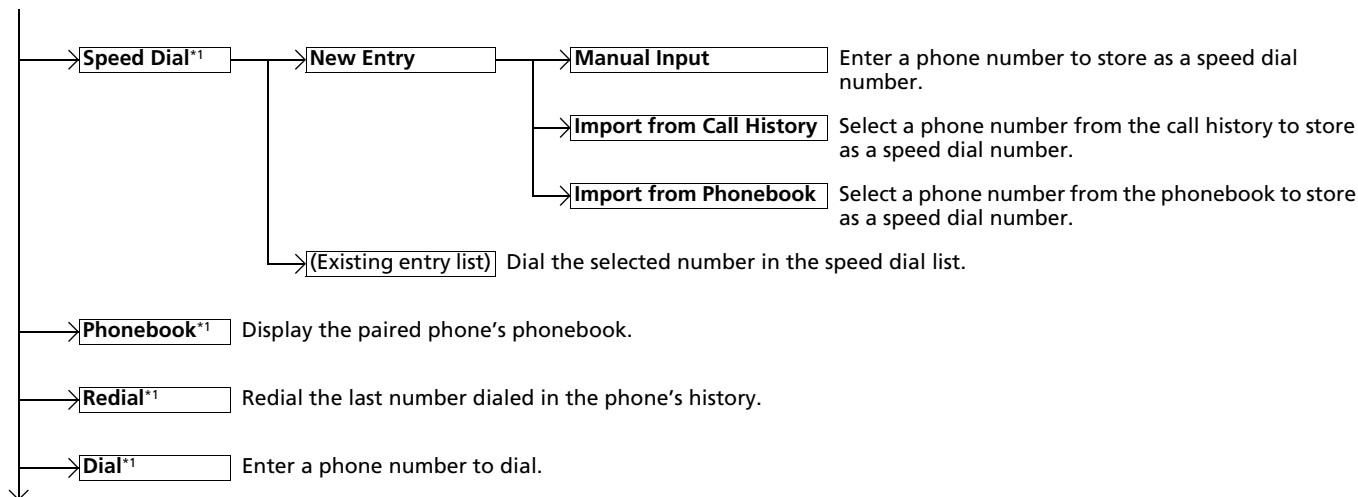 Speed Dial*1 New Entry Manual Input Enter a phone number to store as a speed dial
number.
Import from Call History Select a phone number from the call history to store
as a speed dial number.
Import from Phonebook Select a phone number from the phonebook to store
as a speed dial number.
(Existing entry list) Dial the selected number in the speed dial list.
Phonebook*1 Display the paired phone's phonebook.
Redial*1 Redial the last number dialed in the phone's history.
Dial*1 Enter a phone number to dial.